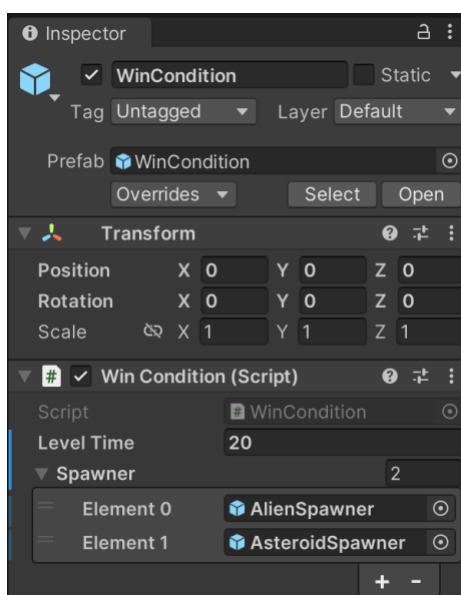 Inspector
WinCondition Static
Tag Untagged Layer Default
Prefab WinCondition
Overrides Select Open
Transform
Position X 0 Y 0 Z 0
Rotation X 0 Y 0 Z 0
Scale X 1 Y 1 Z 1
# Win Condition (Script)
Script # WinCondition
Level Time 20
Spawner 2
Element 0 AlienSpawner
Element 1 AsteroidSpawner
+ -